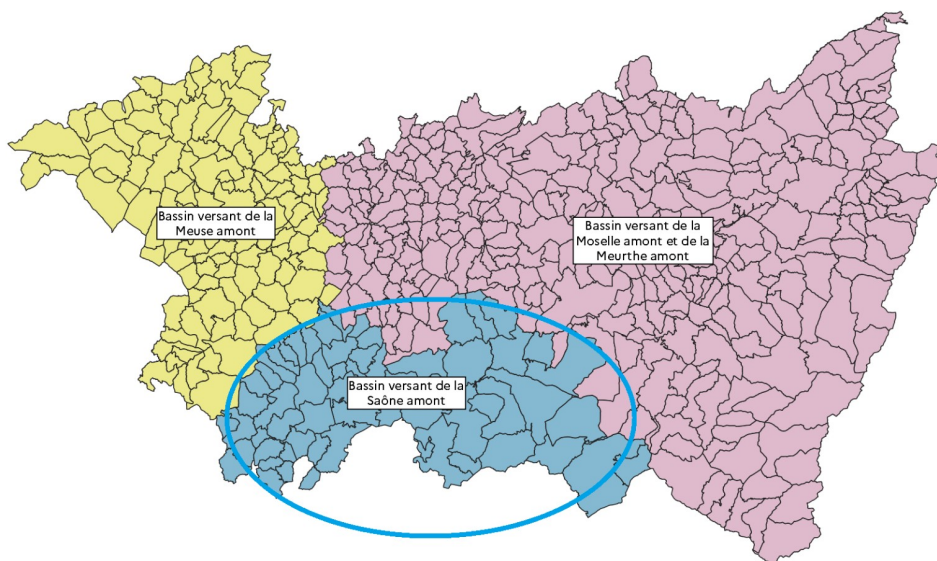 Bassin versant de la
Meuse amont
Bassin versant de la
Moselle amont et de la
Meurthe amont
Bassin versant de la
Saône amont